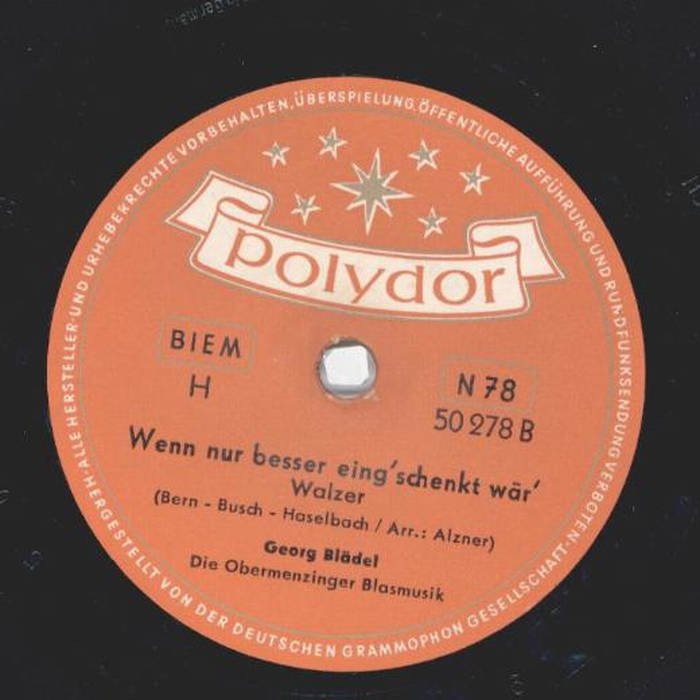 ALLE HERSTELLER- UND URHEBERRECHTE VORBEHALTEN, ÜBERSPIELUNG, ÖFFENTLICHE AUFFÜHRUNG UND RUNDFUNKSENDUNG VERBOTEN·
polydor
BIEM
H
N 78
50 278 B
Wenn nur besser eing'schenkt wär'
Walzer
(Bern - Busch - Haselbach / Arr.: Alzner)
Georg Blädel
Die Obermenzinger Blasmusik
HERGESTELLT VON DER DEUTSCHEN GRAMMOPHON GESELLSCHAFT·